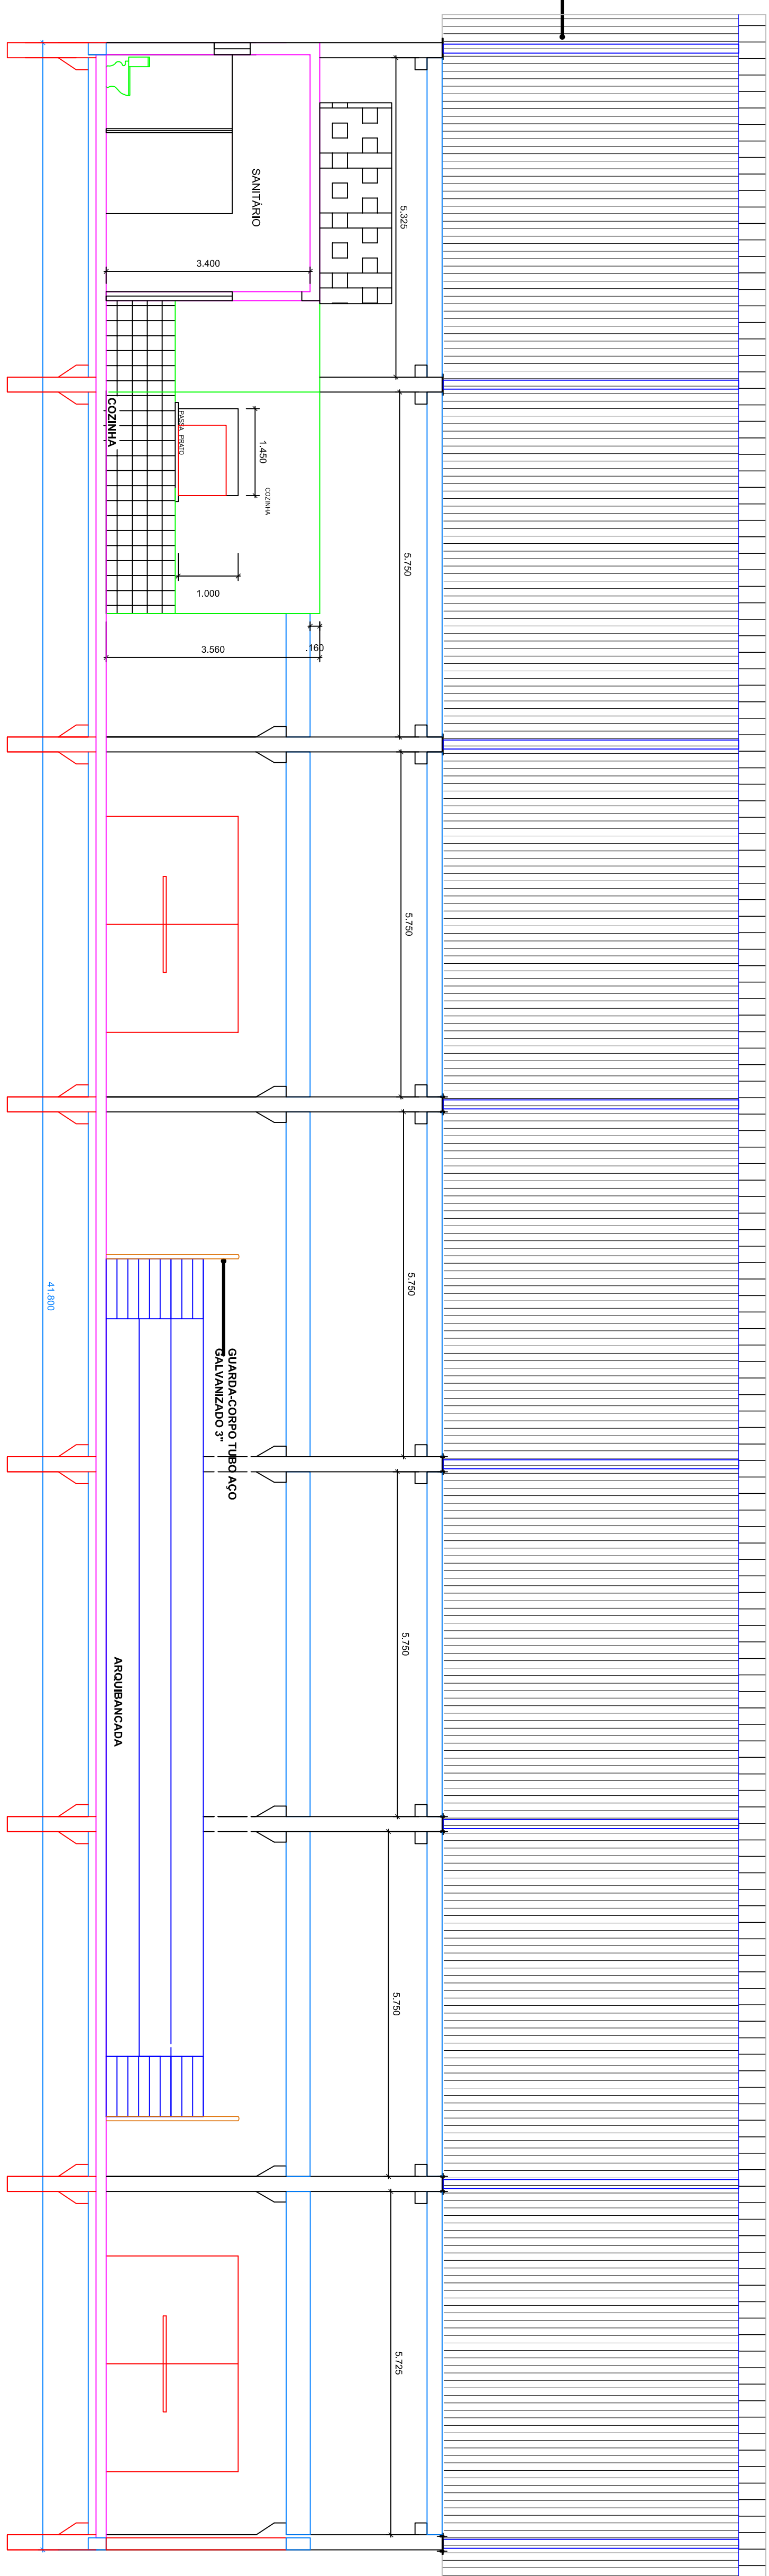 SANITÁRIO
5.325
3.400
COZINHA
PASSA PRATO
1.450
COZINHA
1.000
5.750
3.560
.160
5.750
5.750
41.800
GUARDA-CORPO TUBO AÇO
GALVANIZADO 3"
5.750
ARQUIBANCADA
5.750
5.725